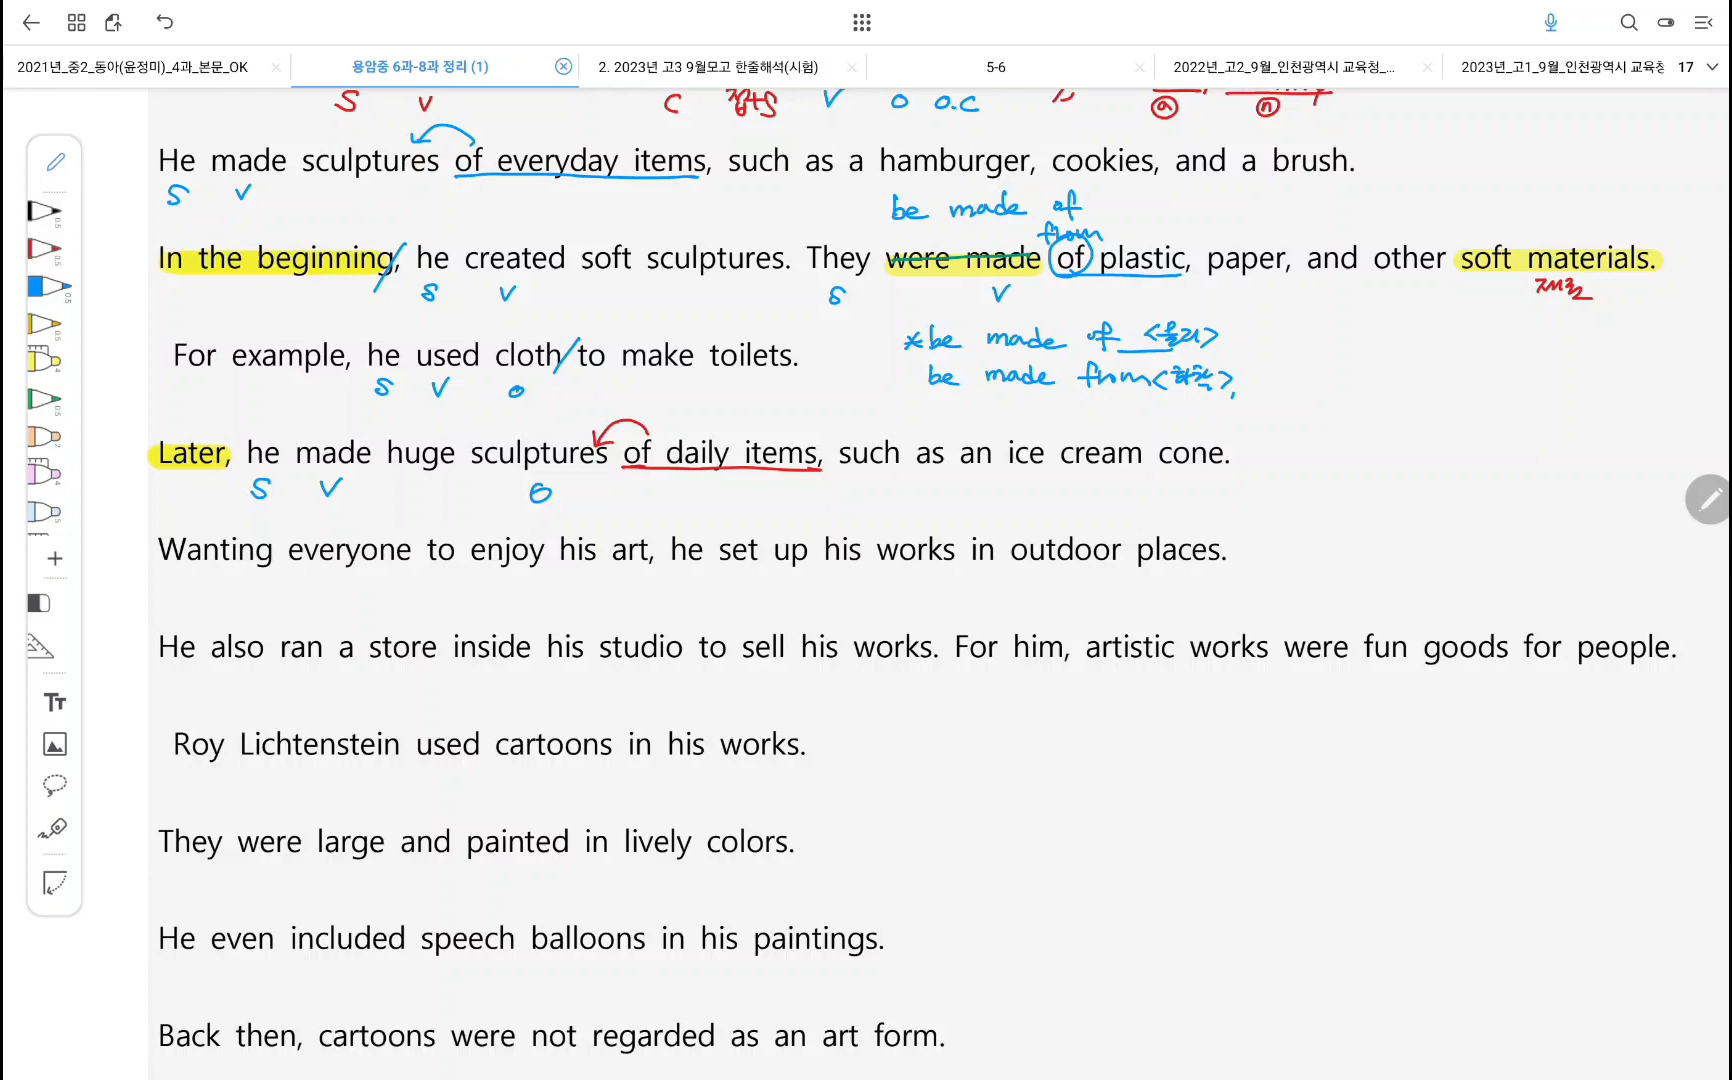 2021년_중2_동아(윤정미)_4과_본문_OK
용암중 6과-8과 정리 (1)
2. 2023년 고3 9월모고 한줄해석(시험)
5-6
2022년_고2_9월_인천광역시 교육청_...
2023년_고1_9월_인천광역시 교육청
17
S V C 접+S V O O.C
ⓐ ⓝ
He made sculptures of everyday items, such as a hamburger, cookies, and a brush.
S V
be made of
from
In the beginning, he created soft sculptures. They were made of plastic, paper, and other soft materials.
S V S V 재료
*be made of <물리>
For example, he used cloth to make toilets.
be made from <화학>
S V O
Later, he made huge sculptures of daily items, such as an ice cream cone.
S V O
Wanting everyone to enjoy his art, he set up his works in outdoor places.
He also ran a store inside his studio to sell his works. For him, artistic works were fun goods for people.
Roy Lichtenstein used cartoons in his works.
They were large and painted in lively colors.
He even included speech balloons in his paintings.
Back then, cartoons were not regarded as an art form.